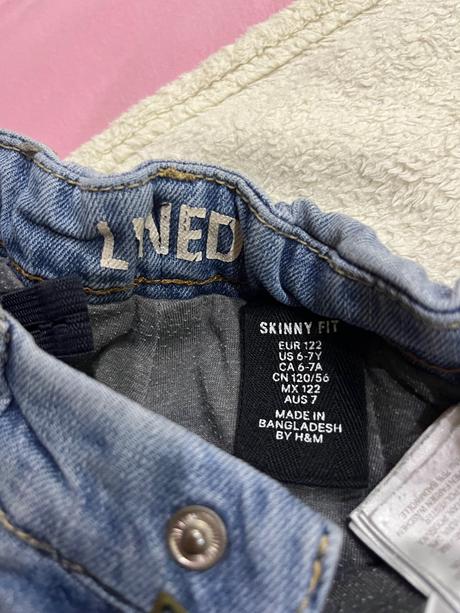 LINED
SKINNY FIT
EUR 122
US 6-7Y
CA 6-7A
CN 120/56
MX 122
AUS 7
MADE IN
BANGLADESH
BY H&M